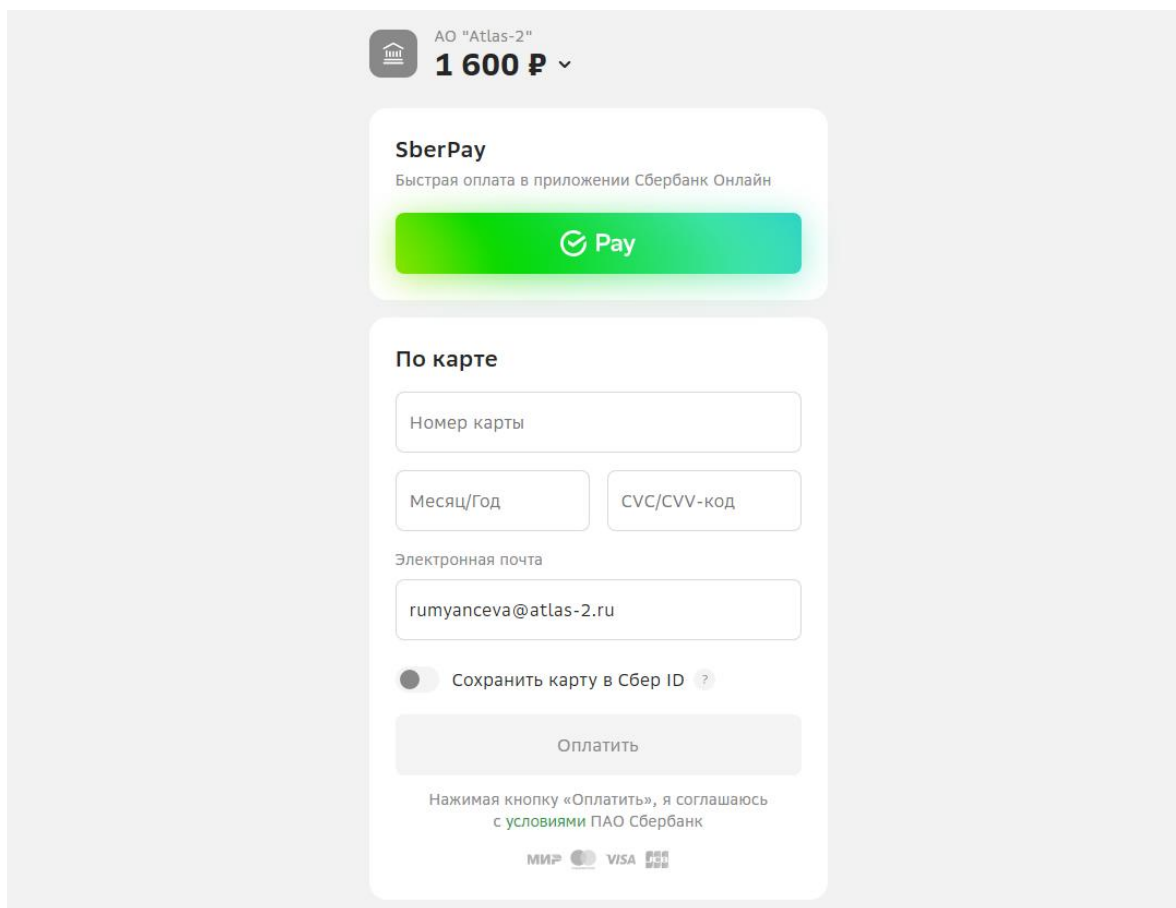 АО "Atlas-2"
1 600 ₽
SberPay
Быстрая оплата в приложении Сбербанк Онлайн
Pay
По карте
Номер карты
Месяц/Год
CVC/CVV-код
Электронная почта
rumyanceva@atlas-2.ru
Сохранить карту в Сбер ID ?
Оплатить
Нажимая кнопку «Оплатить», я соглашаюсь
с условиями ПАО Сбербанк
МИР VISA JCB